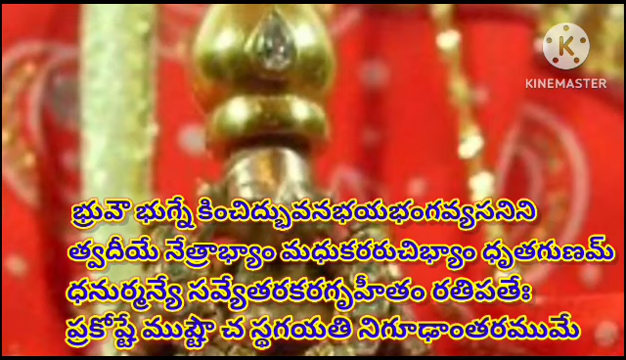 KINEMASTER
భ్రువౌ భుగ్నే కించిద్భువనభయభంగవ్యసనిని
త్వదీయే నేత్రాభ్యాం మధుకరరుచిభ్యాం ధృతగుణమ్
ధనుర్మన్యే సవ్యేతరకరగృహీతం రతిపతేః
ప్రకోష్టే ముష్టౌ చ స్థగయతి నిగూఢాంతరముమే